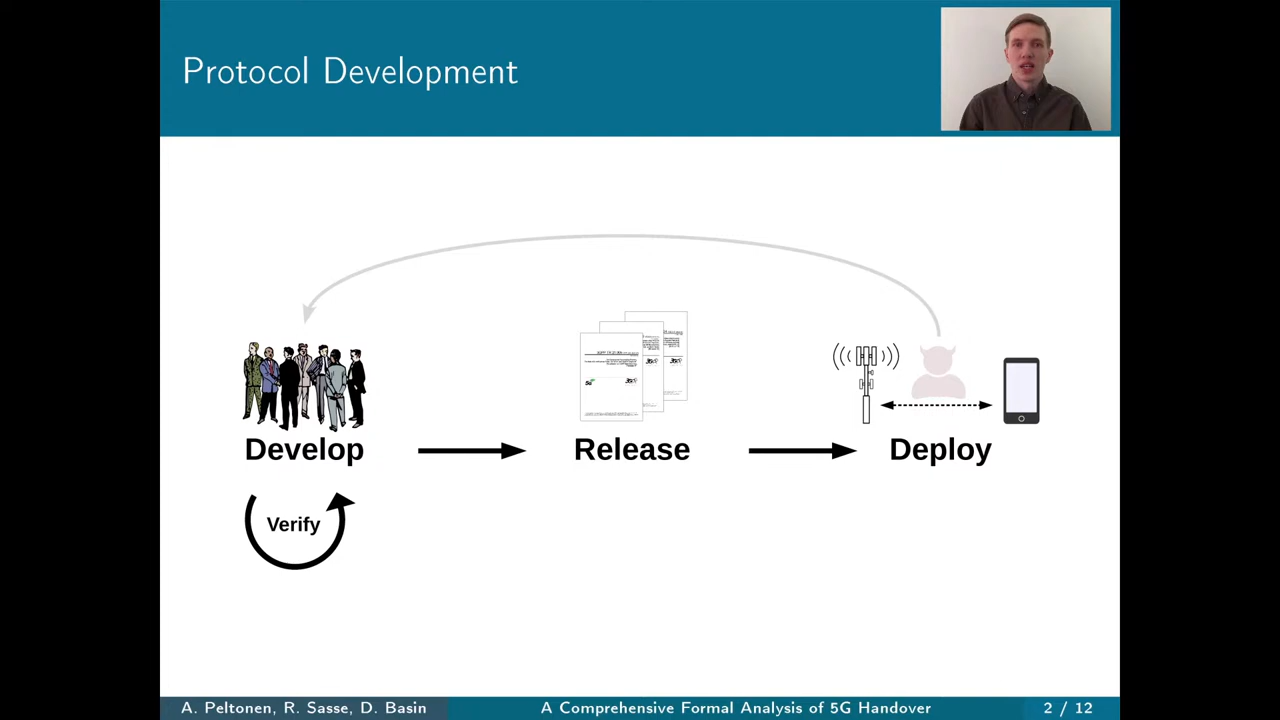 Protocol Development
Develop
Release
Deploy
Verify
A. Peltonen, R. Sasse, D. Basin
A Comprehensive Formal Analysis of 5G Handover
2 / 12